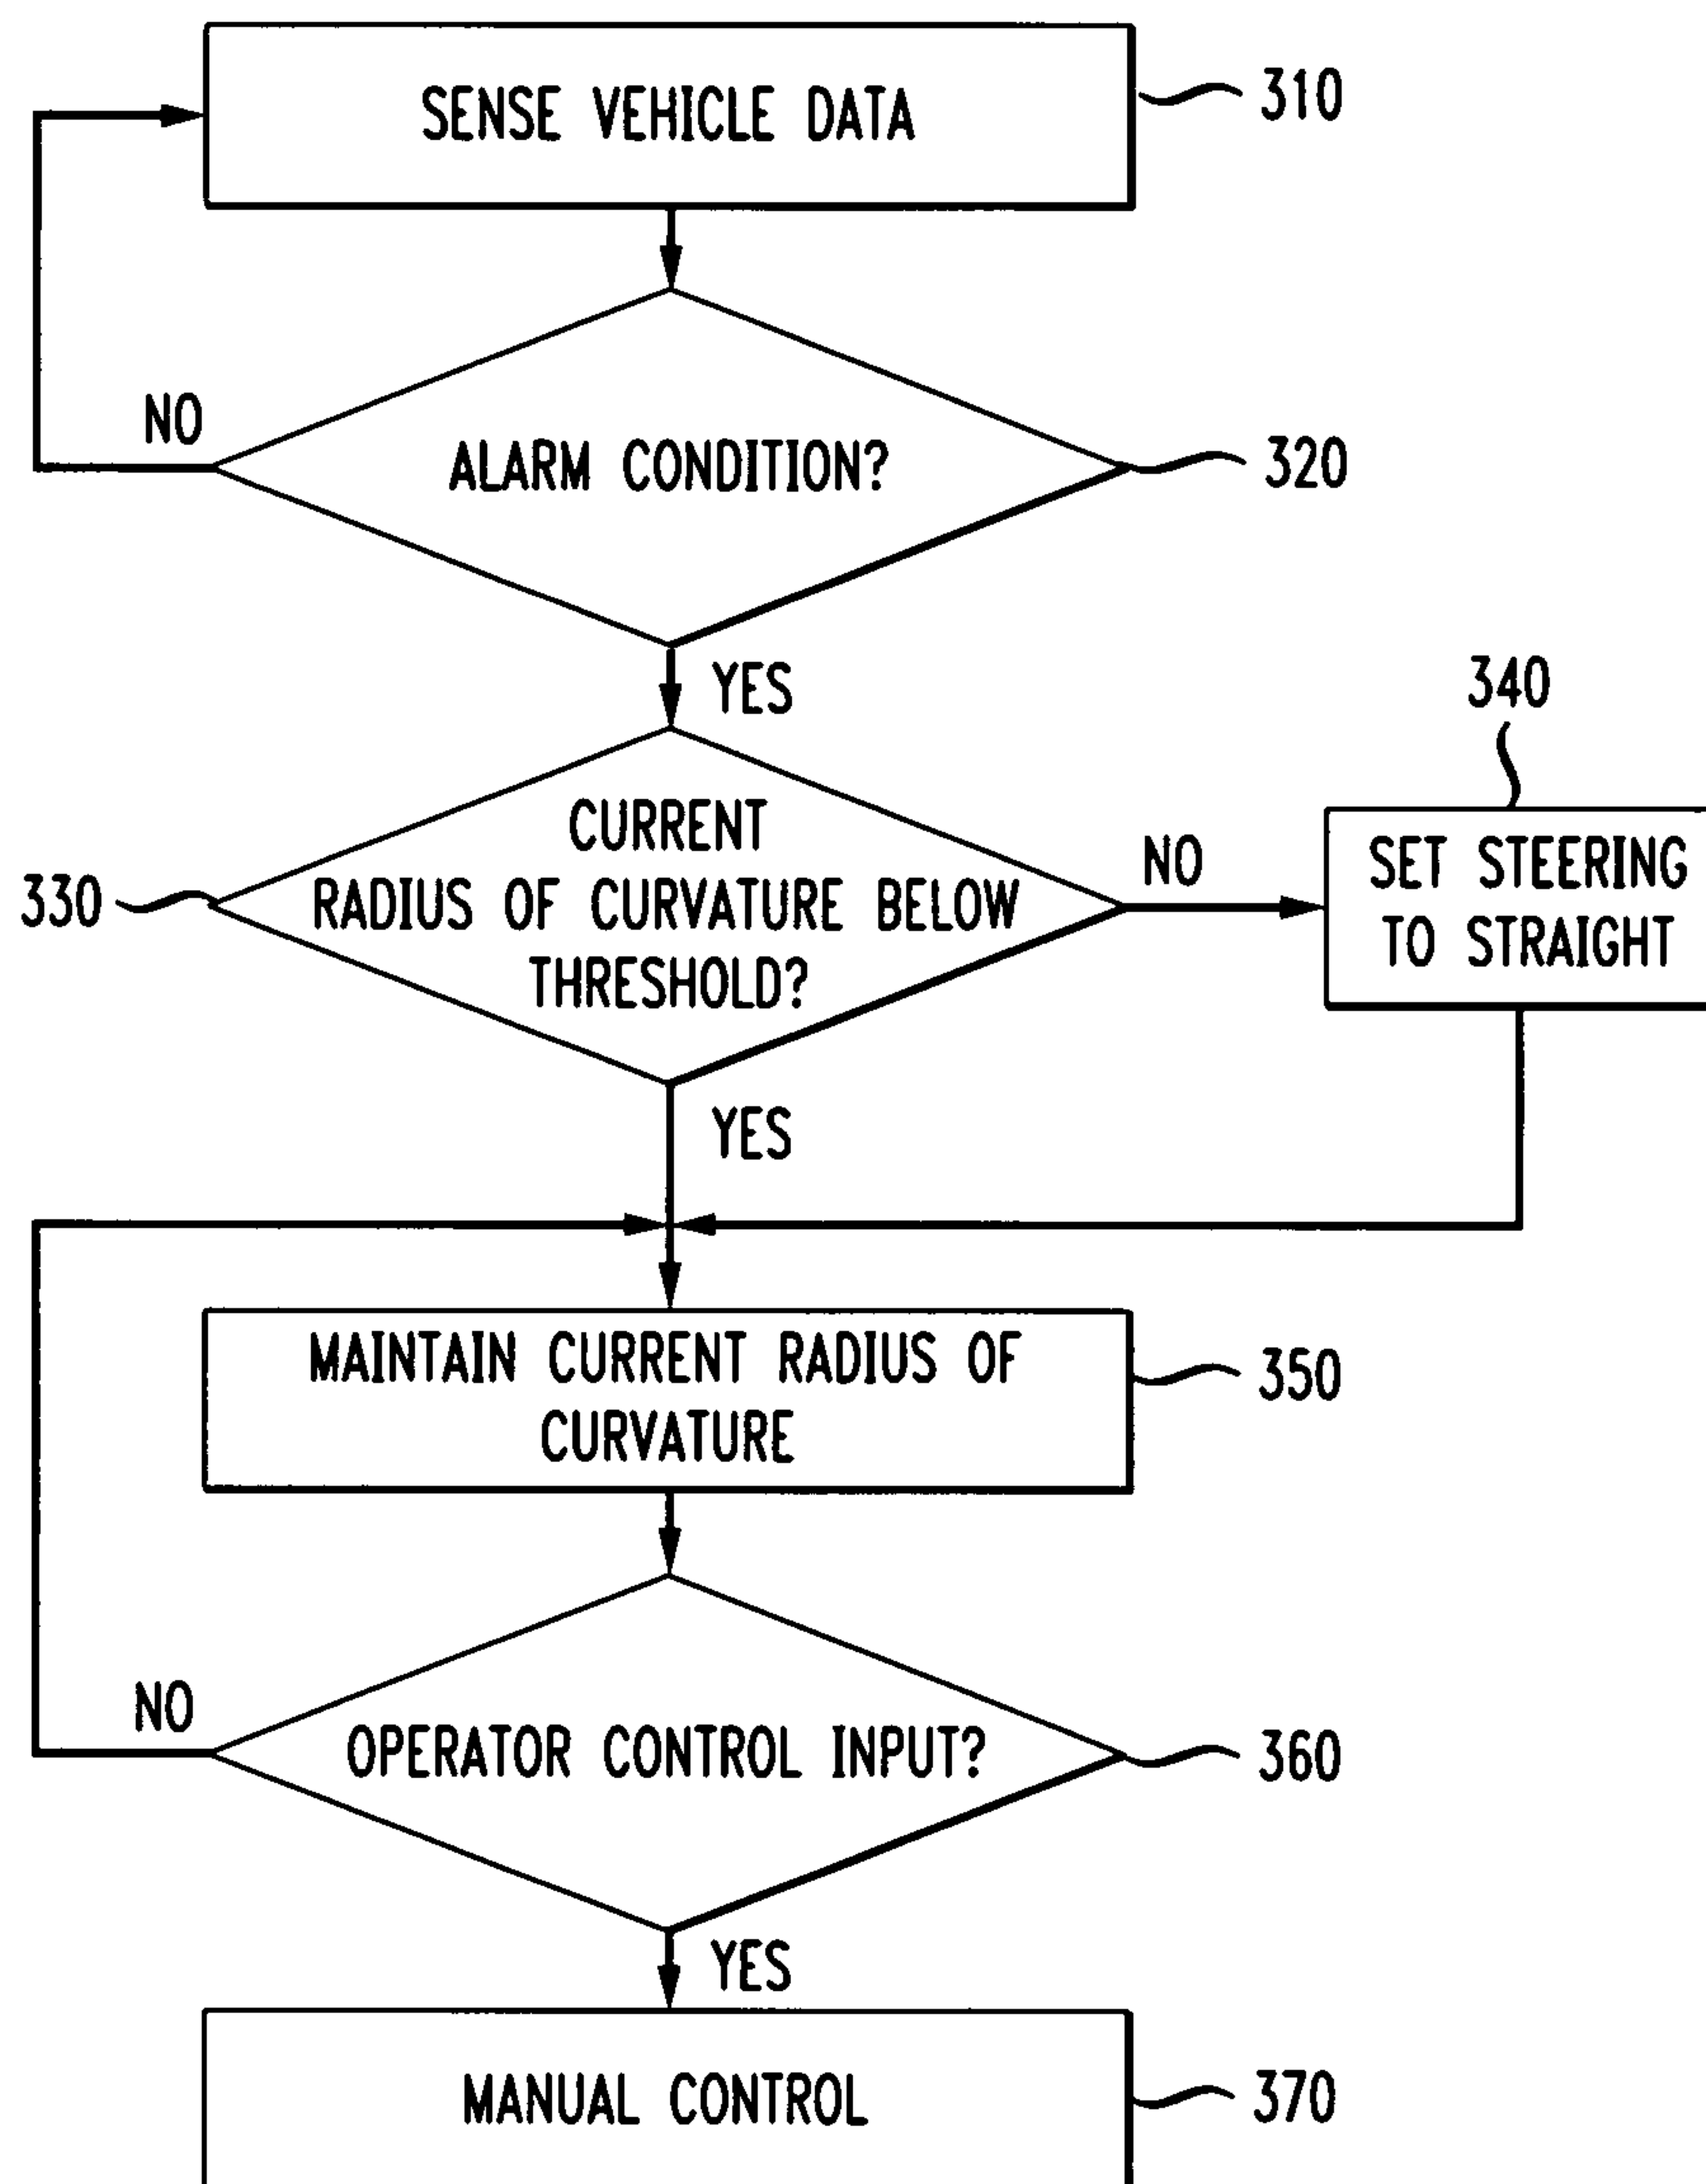 SENSE VEHICLE DATA
310
NO
ALARM CONDITION?
320
YES
340
CURRENT
RADIUS OF CURVATURE BELOW
THRESHOLD?
330
NO
SET STEERING
TO STRAIGHT
YES
MAINTAIN CURRENT RADIUS OF
CURVATURE
350
NO
OPERATOR CONTROL INPUT?
360
YES
MANUAL CONTROL
370